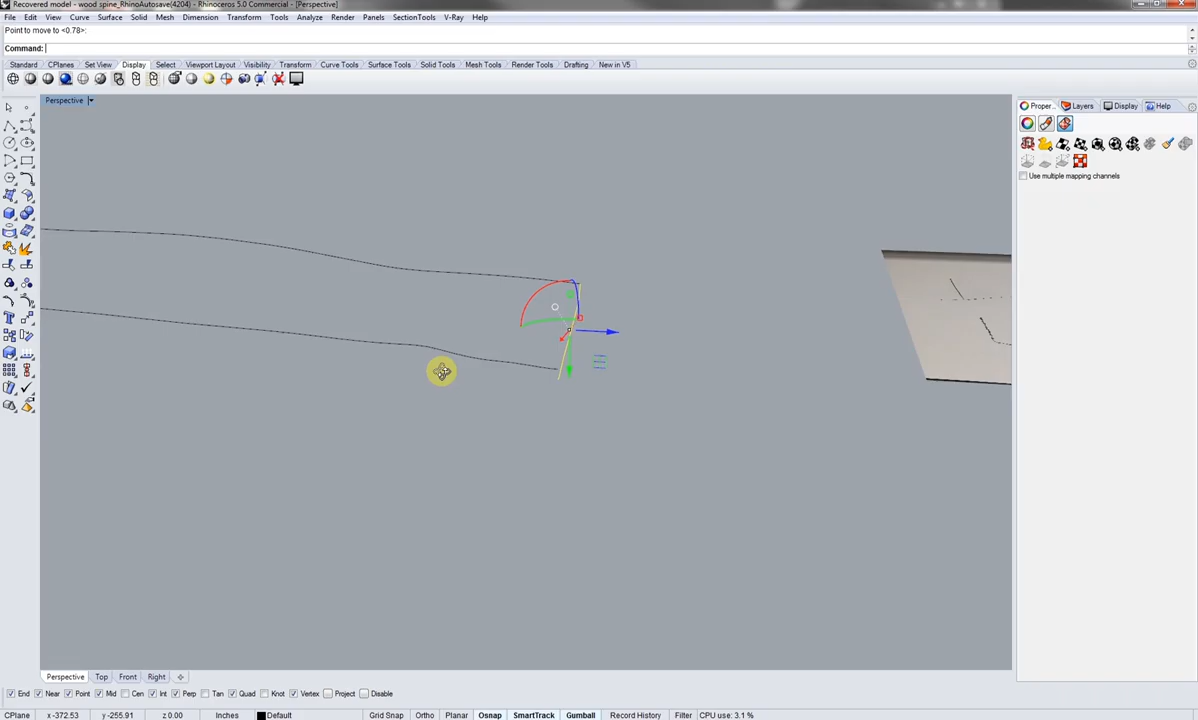 Recovered model - wood spine_RhinoAutosave(4204) - Rhinoceros 5.0 Commercial - [Perspective]
File Edit View Curve Surface Solid Mesh Dimension Transform Tools Analyze Render Panels SectionTools V-Ray Help
Point to move to <0.78>:
Command:
Standard CPlanes Set View Display Select Viewport Layout Visibility Transform Curve Tools Surface Tools Solid Tools Mesh Tools Render Tools Drafting New in V5
Perspective
Proper... Layers Display Help
Use multiple mapping channels
Perspective Top Front Right
End Near Point Mid Cen Int Perp Tan Quad Knot Vertex Project Disable
CPlane x -372.53 y -255.91 z 0.00 Inches Default Grid Snap Ortho Planar Osnap SmartTrack Gumball Record History Filter CPU use: 3.1 %